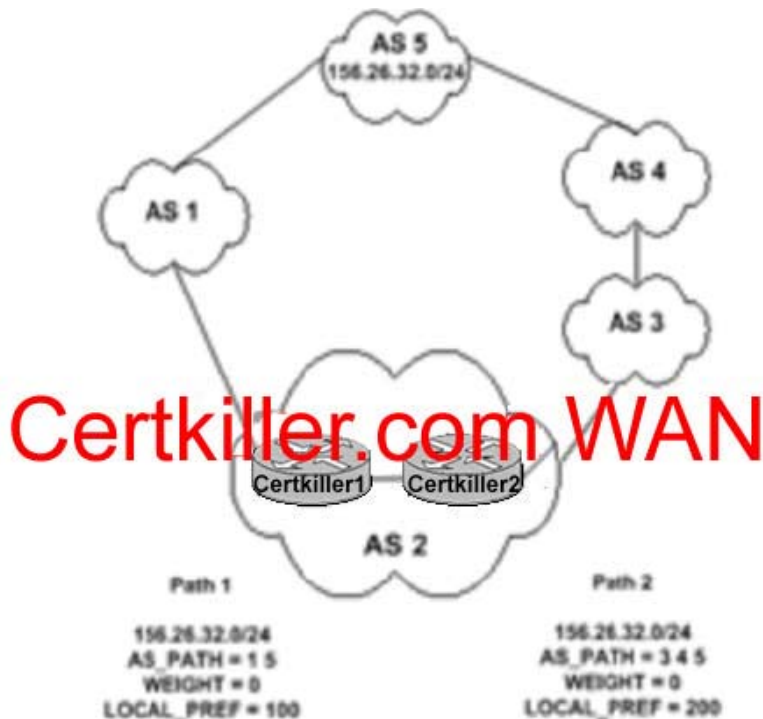 AS 5
156.26.32.0/24
AS 4
AS 1
AS 3
Certkiller.com WAN
Certkiller1
Certkiller2
AS 2
Path 1
Path 2
156.26.32.0/24
AS_PATH = 1 5
WEIGHT = 0
LOCAL_PREF = 100
156.26.32.0/24
AS_PATH = 3 4 5
WEIGHT = 0
LOCAL_PREF = 200